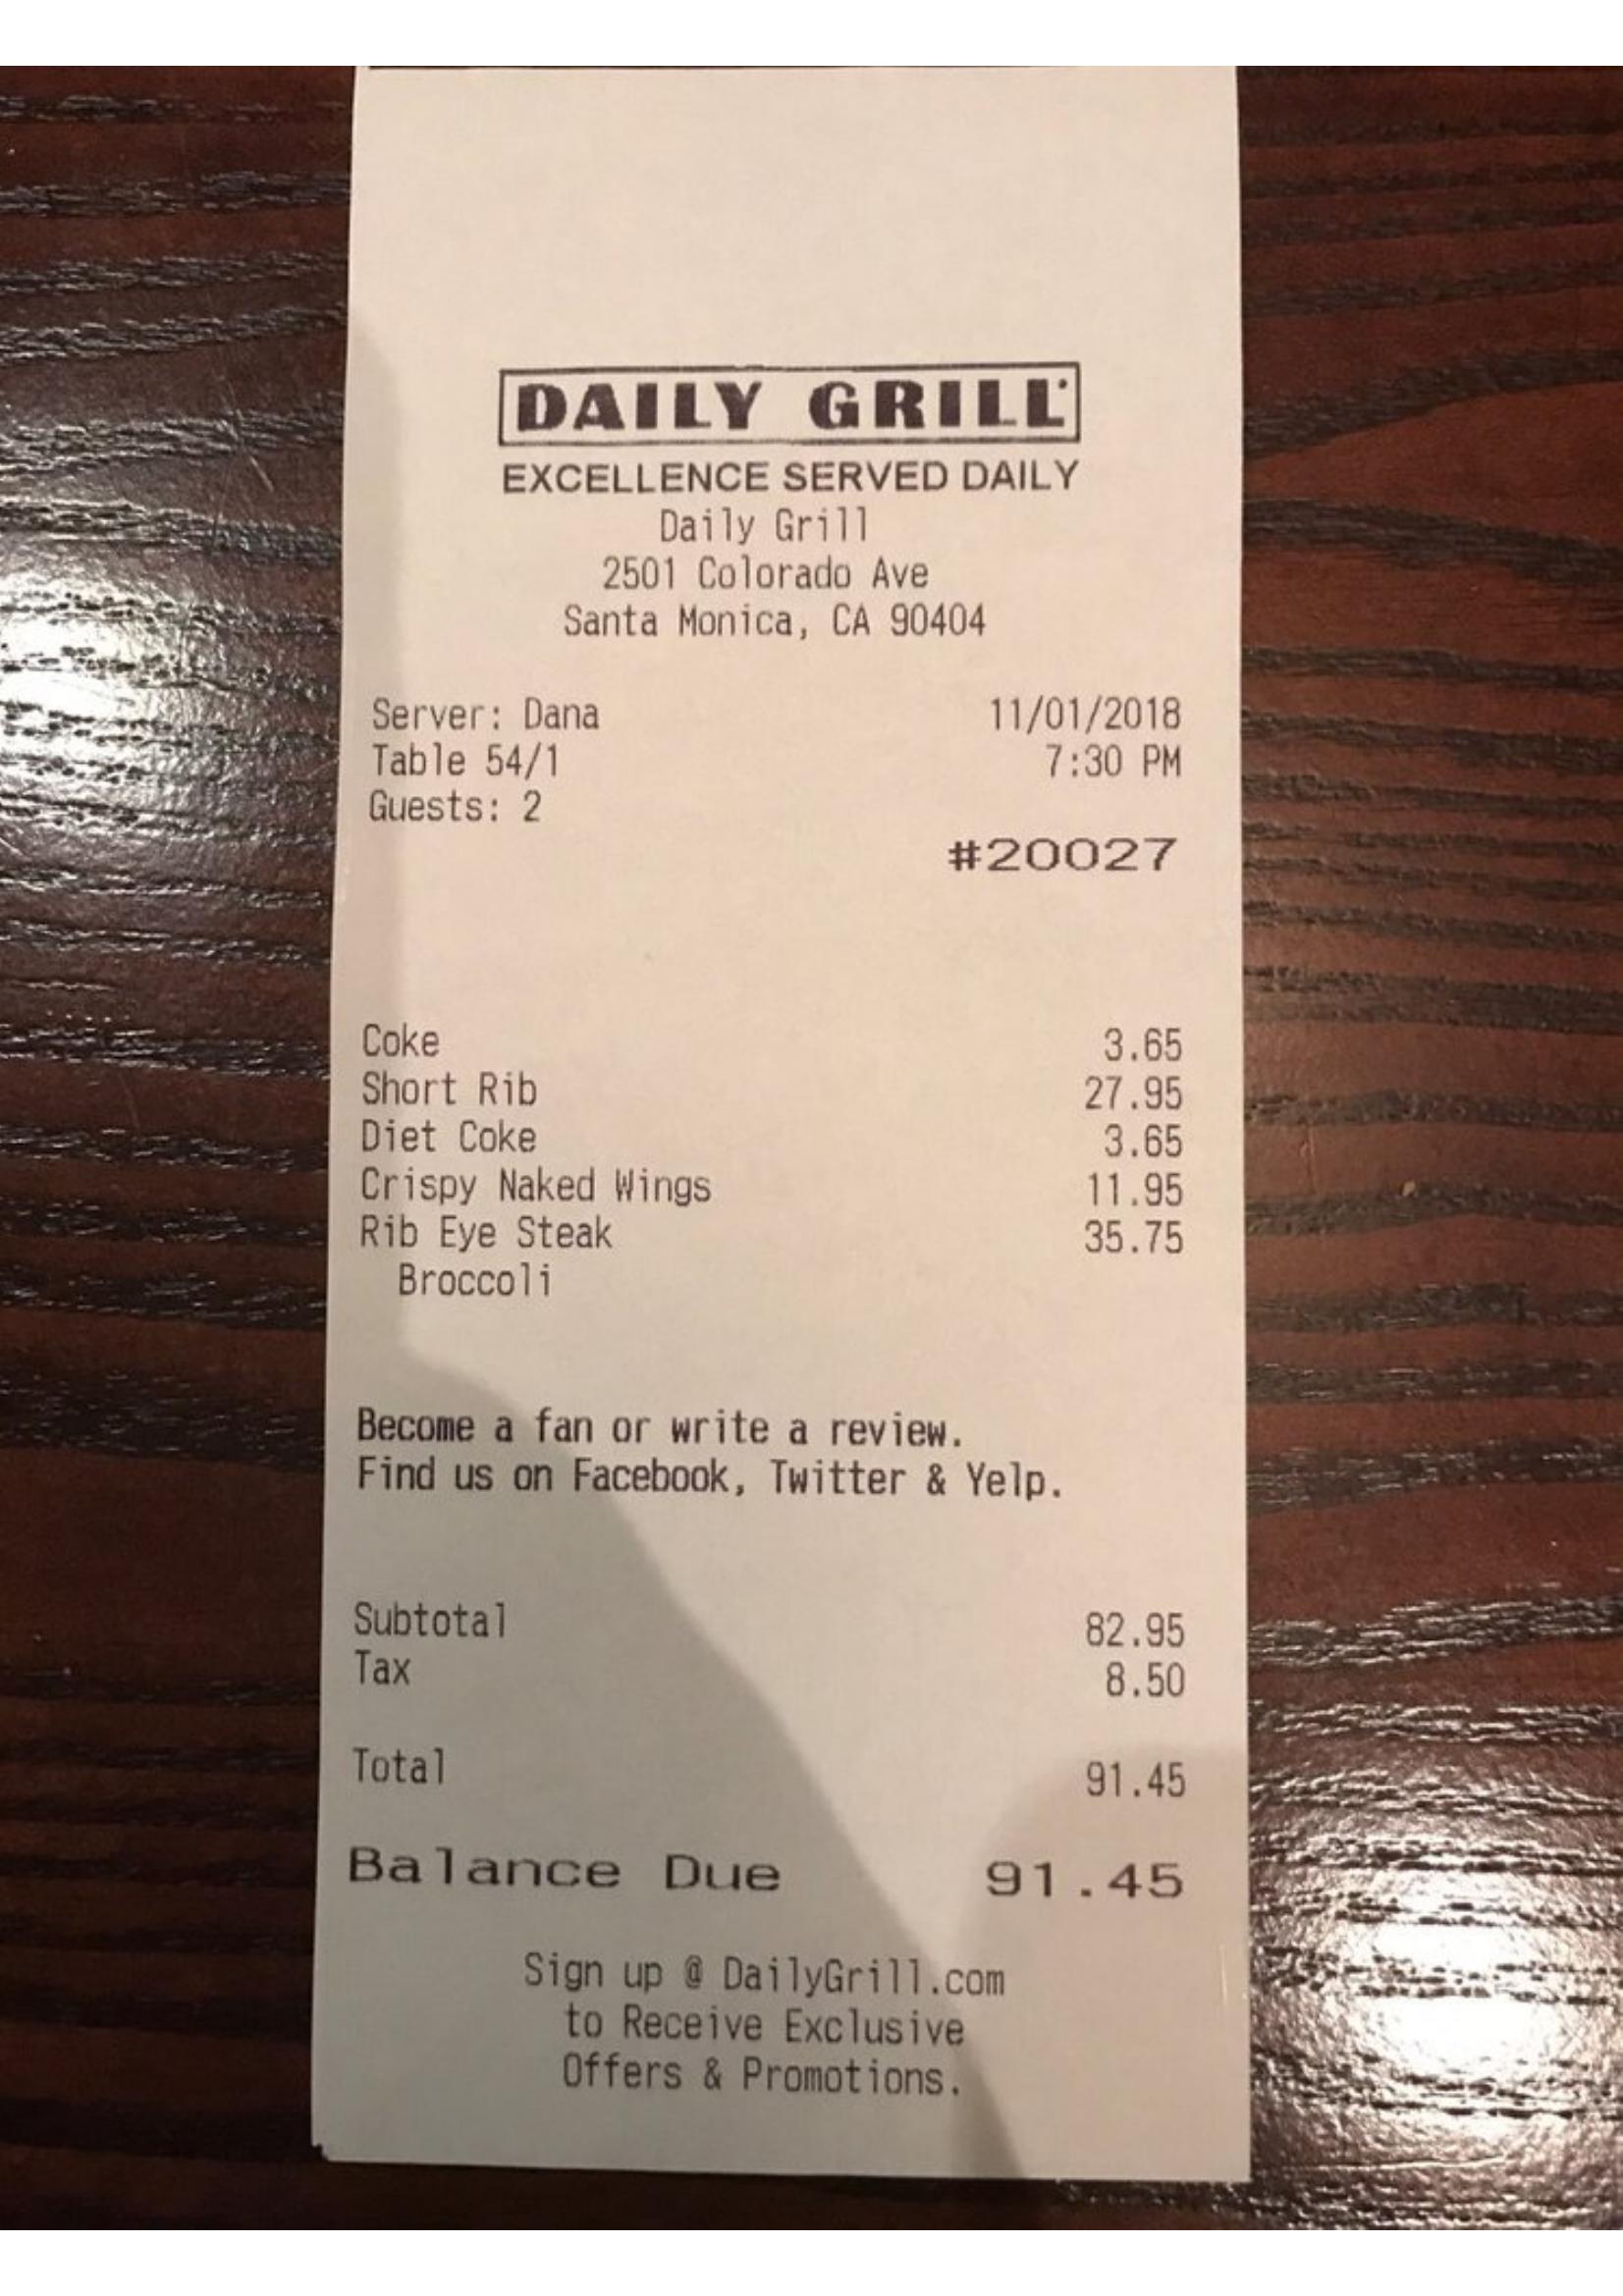 DAILY GRILL
EXCELLENCE SERVED DAILY
Daily Grill
2501 Colorado Ave
Santa Monica, CA 90404
Server: Dana 11/01/2018
Table 54/1 7:30 PM
Guests: 2
#20027
Coke 3.65
Short Rib 27.95
Diet Coke 3.65
Crispy Naked Wings 11.95
Rib Eye Steak 35.75
Broccoli
Become a fan or write a review.
Find us on Facebook, Twitter & Yelp.
Subtotal 82.95
Tax 8.50
Total 91.45
Balance Due 91.45
Sign up @ DailyGrill.com
to Receive Exclusive
Offers & Promotions.